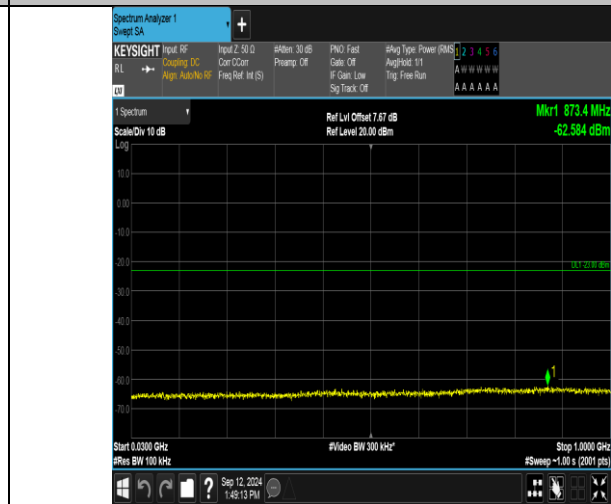 Spectrum Analyzer 1
Swept SA
+
KEYSIGHT Input: RF Input Z: 50 Ω #Atten: 30 dB PNO: Fast #Avg Type: Power (RMS 1 2 3 4 5 6
RL Coupling: DC Corr CCorr Preamp: Off Gate: Off Avg|Hold: 1/1 A W W W W W
Align: Auto/No RF Freq Ref: Int (S) IF Gain: Low Trig: Free Run
LXI Sig Track: Off A A A A A A
1 Spectrum Ref Lvl Offset 7.67 dB Mkr1 873.4 MHz
Scale/Div 10 dB Ref Level 20.00 dBm -62.584 dBm
Log
10.0
0.00
-10.0
-20.0
DL1 -23.00 dBm
-30.0
-40.0
-50.0
1
-60.0
-70.0
Start 0.0300 GHz #Video BW 300 kHz* Stop 1.0000 GHz
#Res BW 100 kHz #Sweep ~1.00 s (2001 pts)
? Sep 12, 2024
1:49:13 PM